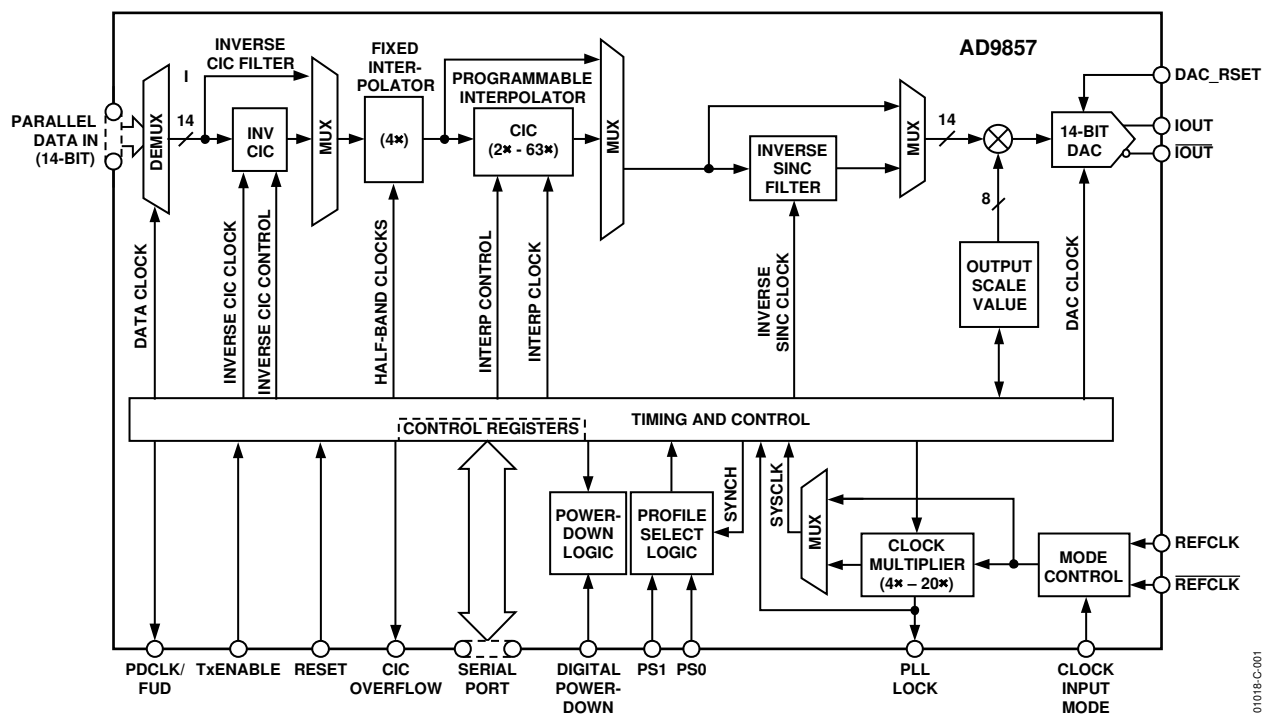 AD9857
INVERSE
CIC FILTER
I
FIXED
INTER-
POLATOR
PROGRAMMABLE
INTERPOLATOR
DAC_RSET
PARALLEL
DATA IN
(14-BIT)
DEMUX
14
INV
CIC
MUX
(4×)
CIC
(2× - 63×)
MUX
INVERSE
SINC
FILTER
MUX
14
14-BIT
DAC
IOUT
IOUT
8
OUTPUT
SCALE
VALUE
DATA CLOCK
INVERSE CIC CLOCK
INVERSE CIC CONTROL
HALF-BAND CLOCKS
INTERP CONTROL
INTERP CLOCK
INVERSE
SINC CLOCK
DAC CLOCK
TIMING AND CONTROL
CONTROL REGISTERS
POWER-
DOWN
LOGIC
PROFILE
SELECT
LOGIC
SYNCH
SYSCLK
MUX
CLOCK
MULTIPLIER
(4× – 20×)
MODE
CONTROL
REFCLK
REFCLK
PDCLK/
FUD
TxENABLE
RESET
CIC
OVERFLOW
SERIAL
PORT
DIGITAL
POWER-
DOWN
PS1
PS0
PLL
LOCK
CLOCK
INPUT
MODE
01018-C-001